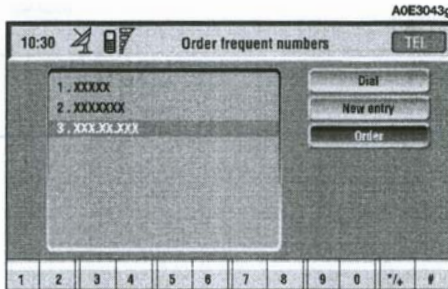 A0E3043g
10:30 Order frequent numbers TEL
1.XXXXX
2.XXXXXXX
3.XXX.XX.XXX
Dial
New entry
Order
1 2 3 4 5 6 7 8 9 0 */+ #